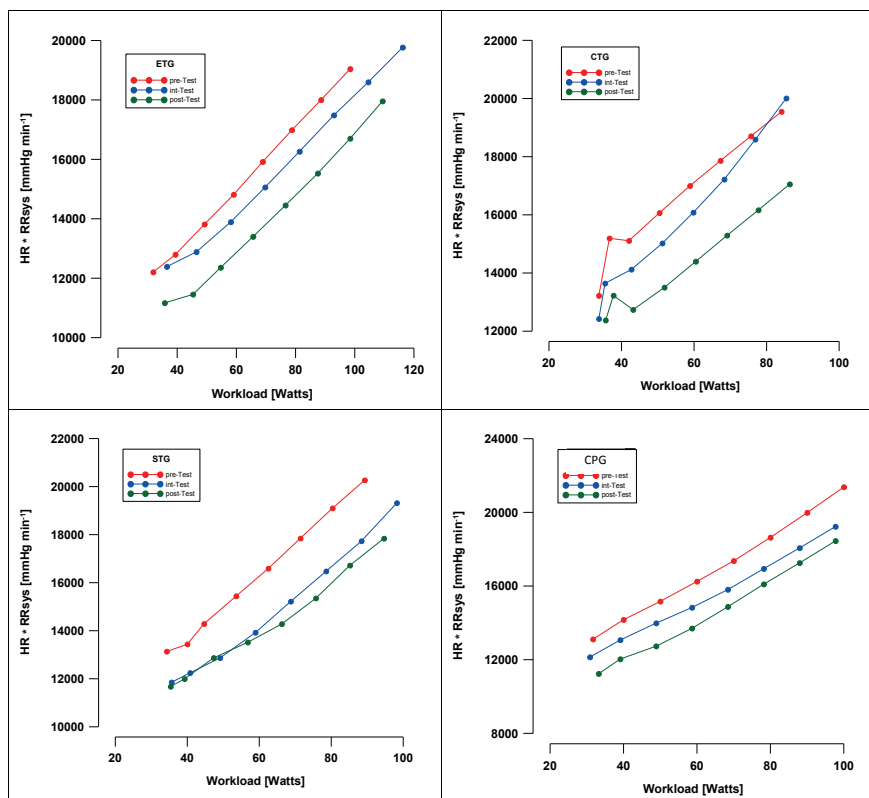 20000
18000
16000
14000
12000
10000
HR * RRsys [mmHg min-1]
ETG
pre-Test
int-Test
post-Test
20 40 60 80 100 120
Workload [Watts]
22000
20000
18000
16000
14000
12000
HR * RRsys [mmHg min-1]
CTG
pre-Test
int-Test
post-Test
20 40 60 80 100
Workload [Watts]
22000
20000
18000
16000
14000
12000
10000
HR * RRsys [mmHg min-1]
STG
pre-Test
int-Test
post-Test
20 40 60 80 100
Workload [Watts]
24000
20000
16000
12000
8000
HR * RRsys [mmHg min-1]
CPG
pre-Test
int-Test
post-Test
20 40 60 80 100
Workload [Watts]